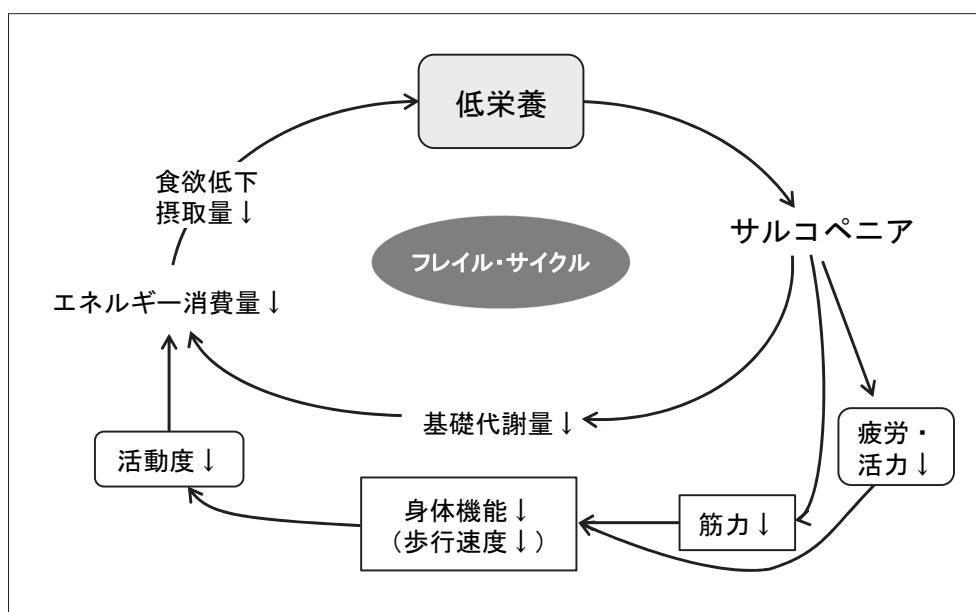 低栄養
食欲低下
摂取量↓
サルコペニア
フレイル・サイクル
エネルギー消費量↓
基礎代謝量↓
疲労・
活力↓
活動度↓
身体機能↓
（歩行速度↓）
筋力↓